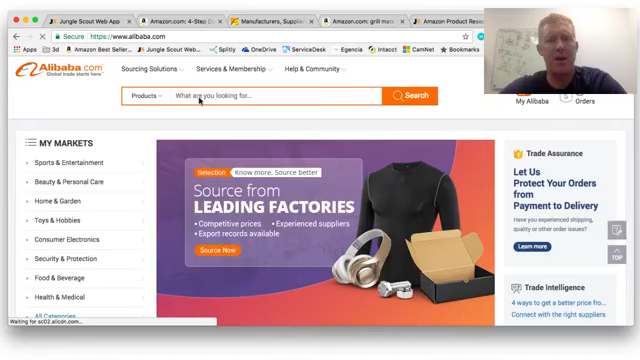 Jungle Scout Web App
Amazon.com: 4-Step D
Manufacturers, Supplier
Amazon.com: grill mat
Amazon Product Resea
Secure
https://www.alibaba.com
Apps
3d
Amazon Best Seller...
Jungle Scout Web...
Splitly
OneDrive
ServiceDesk
Egencia
Intacct
CamNet
Bookmarks
Alibaba.com
Global trade starts here™
Sourcing Solutions
Services & Membership
Help & Community
Products
What are you looking for...
Search
My Alibaba
Orders
MY MARKETS
Sports & Entertainment
Beauty & Personal Care
Home & Garden
Toys & Hobbies
Consumer Electronics
Security & Protection
Food & Beverage
Health & Medical
All Categories
Selection
Know more, Source better
Source from
LEADING FACTORIES
• Competitive prices • Experienced suppliers
• Export records available
Source Now
Trade Assurance
Let Us
Protect Your Orders
from
Payment to Delivery
Have you experienced shipping,
quality or other order issues?
Learn more
TOP
Trade Intelligence
4 ways to get a better price fro...
Connect with the right suppliers
Waiting for sc02.alicdn.com...